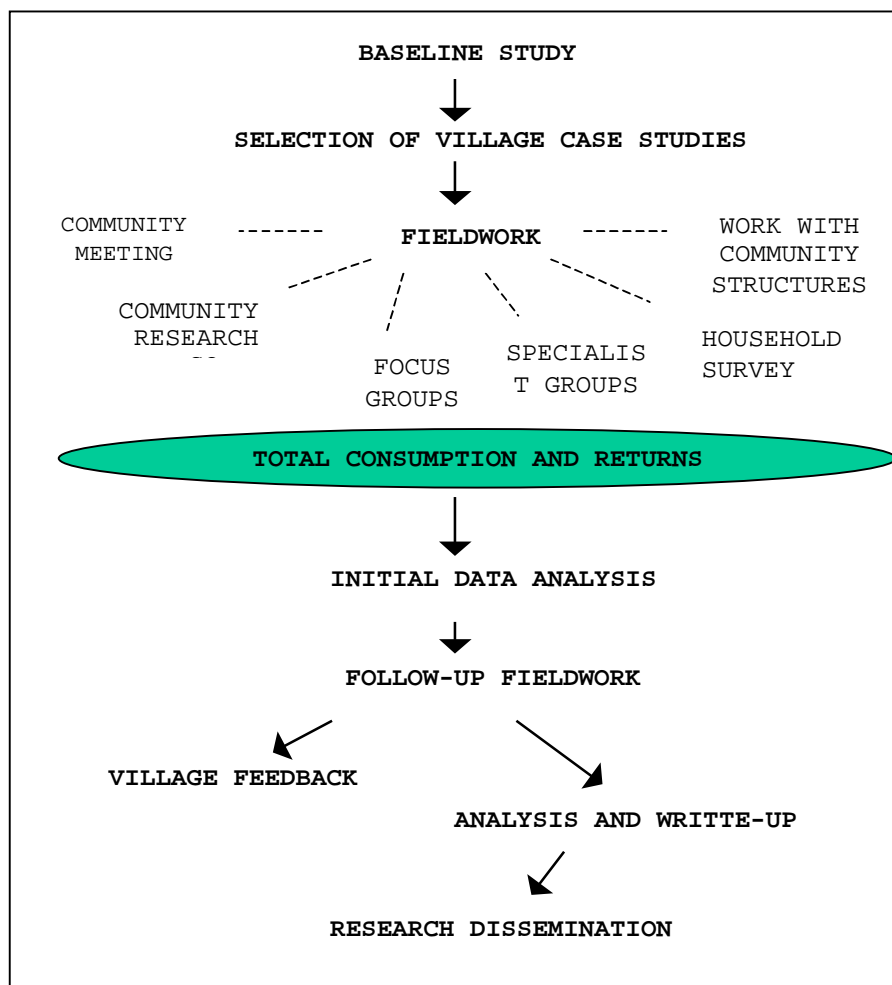 BASELINE STUDY
SELECTION OF VILLAGE CASE STUDIES
FIELDWORK
COMMUNITY
MEETING
WORK WITH
COMMUNITY
STRUCTURES
COMMUNITY
RESEARCH
FOCUS
GROUPS
SPECIALIS
T GROUPS
HOUSEHOLD
SURVEY
TOTAL CONSUMPTION AND RETURNS
INITIAL DATA ANALYSIS
FOLLOW-UP FIELDWORK
VILLAGE FEEDBACK
ANALYSIS AND WRITTE-UP
RESEARCH DISSEMINATION